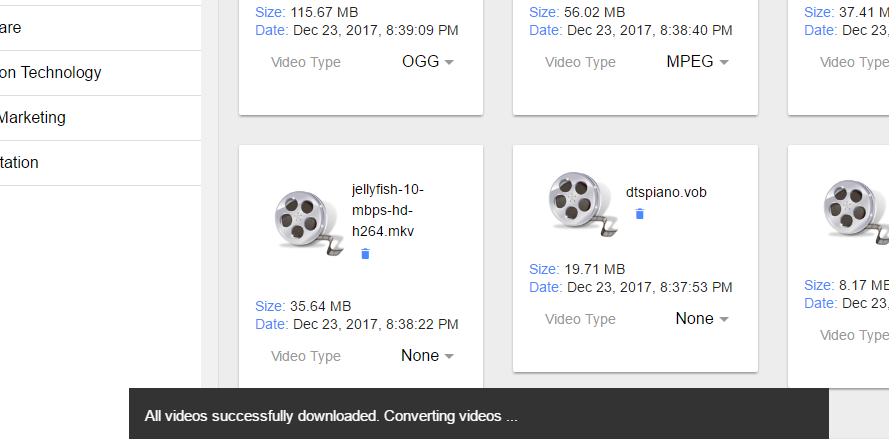 are
on Technology
Marketing
tation
Size: 115.67 MB
Date: Dec 23, 2017, 8:39:09 PM
Video Type OGG
Size: 56.02 MB
Date: Dec 23, 2017, 8:38:40 PM
Video Type MPEG
Size: 37.41 M
Date: Dec 23,
Video Type
jellyfish-10-
mbps-hd-
h264.mkv
Size: 35.64 MB
Date: Dec 23, 2017, 8:38:22 PM
Video Type None
dtspiano.vob
Size: 19.71 MB
Date: Dec 23, 2017, 8:37:53 PM
Video Type None
Size: 8.17 MB
Date: Dec 23,
Video Type
All videos successfully downloaded. Converting videos ...